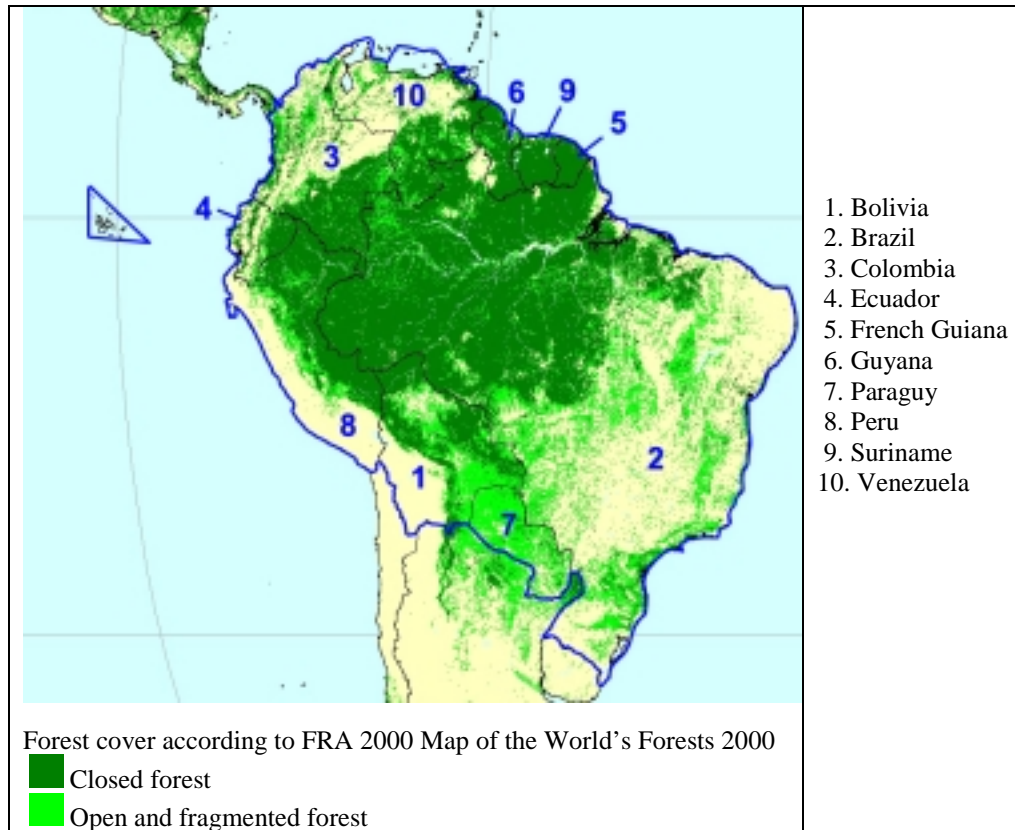 10
6
9
5
3
4
8
1
2
7
1. Bolivia
2. Brazil
3. Colombia
4. Ecuador
5. French Guiana
6. Guyana
7. Paraguy
8. Peru
9. Suriname
10. Venezuela
Forest cover according to FRA 2000 Map of the World’s Forests 2000
Closed forest
Open and fragmented forest